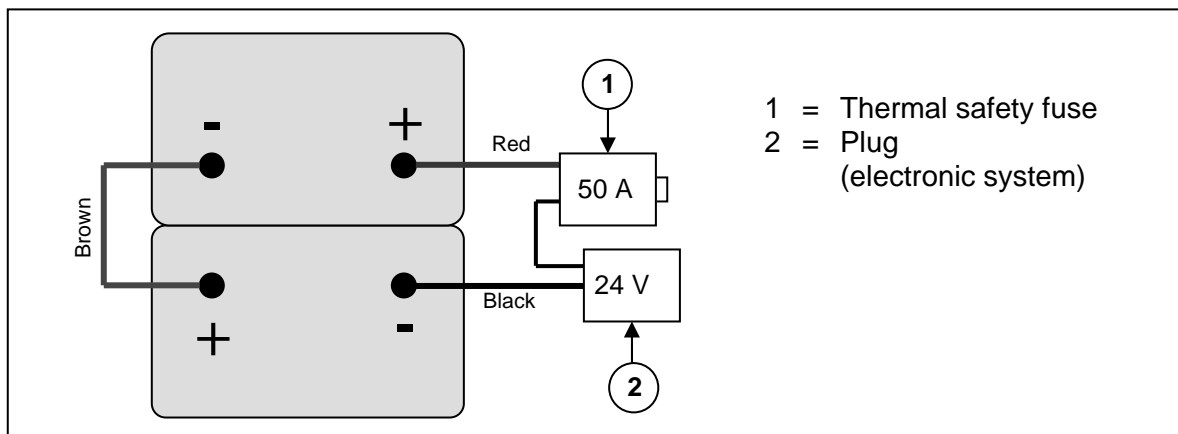 1
- +
Red
1 = Thermal safety fuse
2 = Plug
(electronic system)
50 A
Brown
24 V
Black
+ -
2